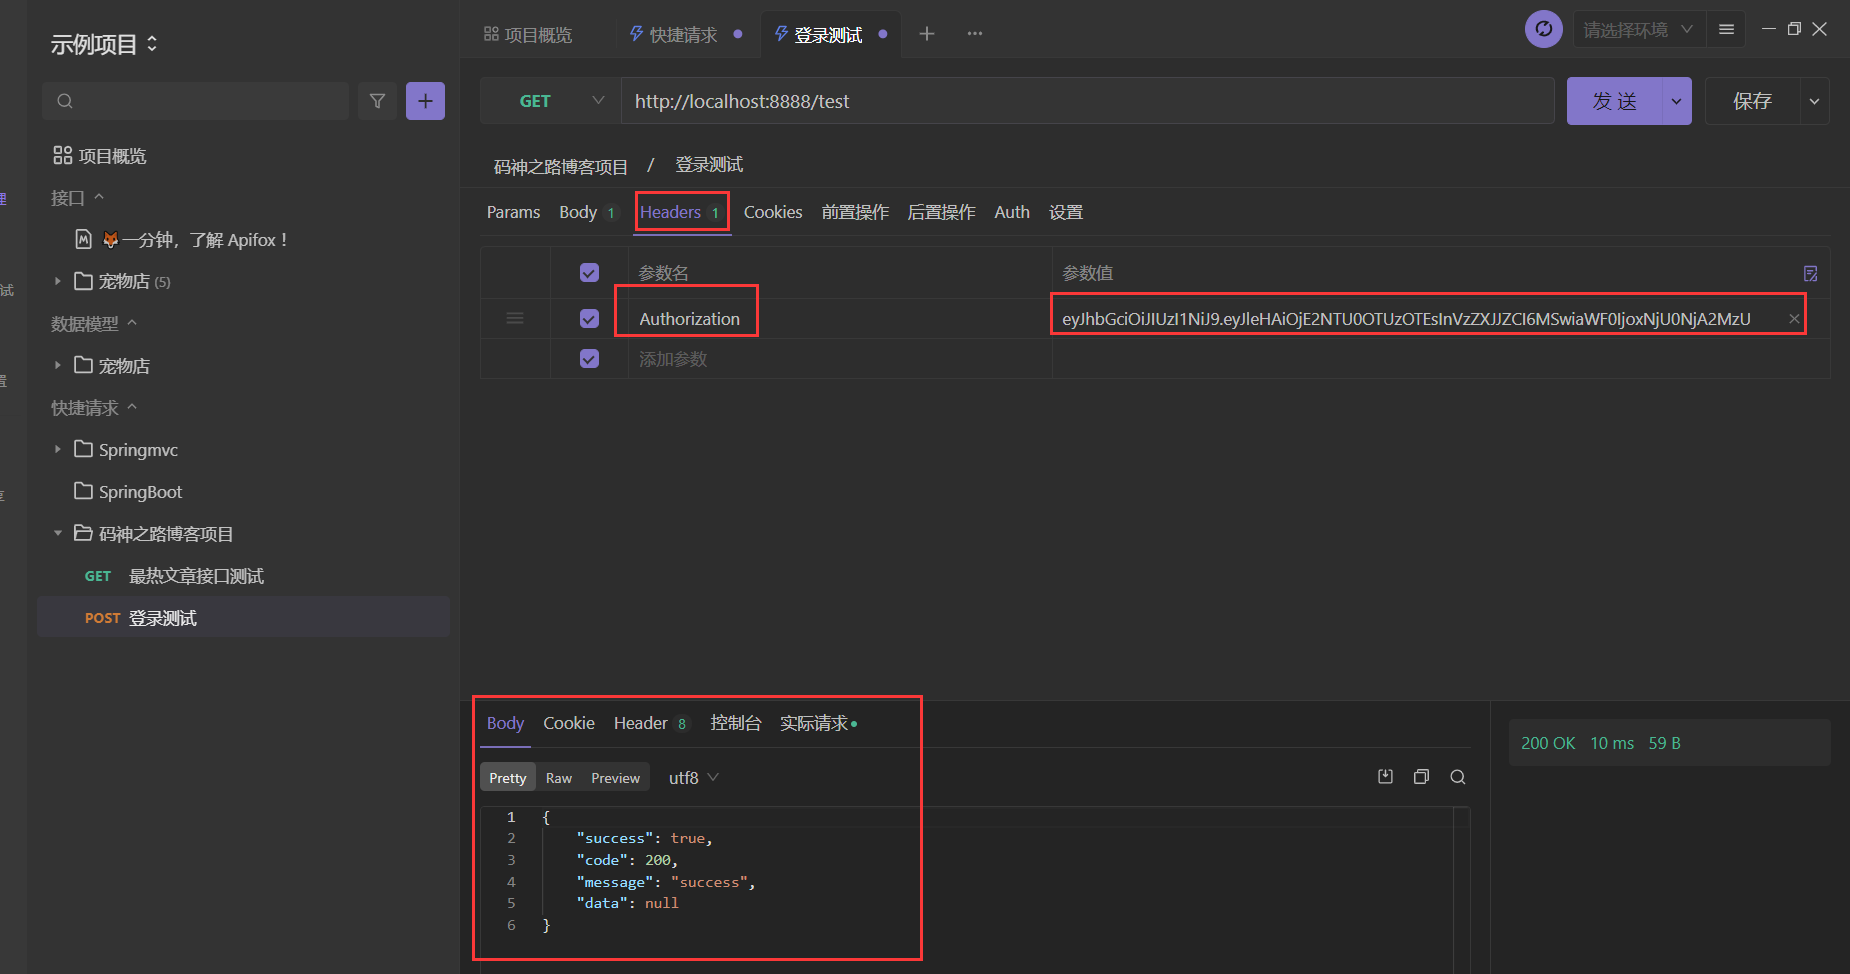 示例项目
项目概览
接口
一分钟，了解 Apifox！
宠物店 (5)
数据模型
宠物店
快捷请求
Springmvc
SpringBoot
码神之路博客项目
GET 最热文章接口测试
POST 登录测试
理
试
置
享
项目概览
快捷请求
登录测试
请选择环境
GET
http://localhost:8888/test
发 送
保存
码神之路博客项目 / 登录测试
Params Body 1 Headers 1 Cookies 前置操作 后置操作 Auth 设置
参数名 参数值
Authorization eyJhbGciOiJIUzI1NiJ9.eyJleHAiOjE2NTU0OTUzOTEsInVzZXJJZCI6MSwiaWF0IjoxNjU0NjA2MzU
添加参数
Body Cookie Header 8 控制台 实际请求
200 OK 10 ms 59 B
Pretty Raw Preview utf8
1 {
2 "success": true,
3 "code": 200,
4 "message": "success",
5 "data": null
6 }